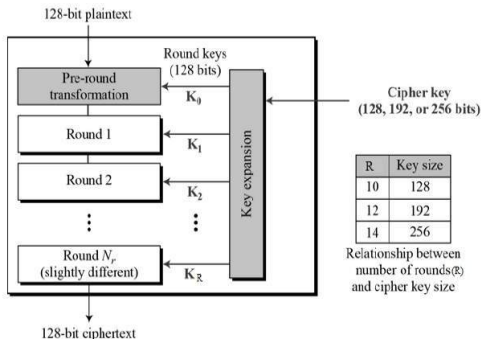 128-bit plaintext
Round keys
(128 bits)
Pre-round
transformation
K0
Cipher key
(128, 192, or 256 bits)
Round 1
K1
Round 2
K2
Key expansion
Round Nr
(slightly different)
KR
R Key size
10 128
12 192
14 256
Relationship between
number of rounds(R)
and cipher key size
128-bit ciphertext